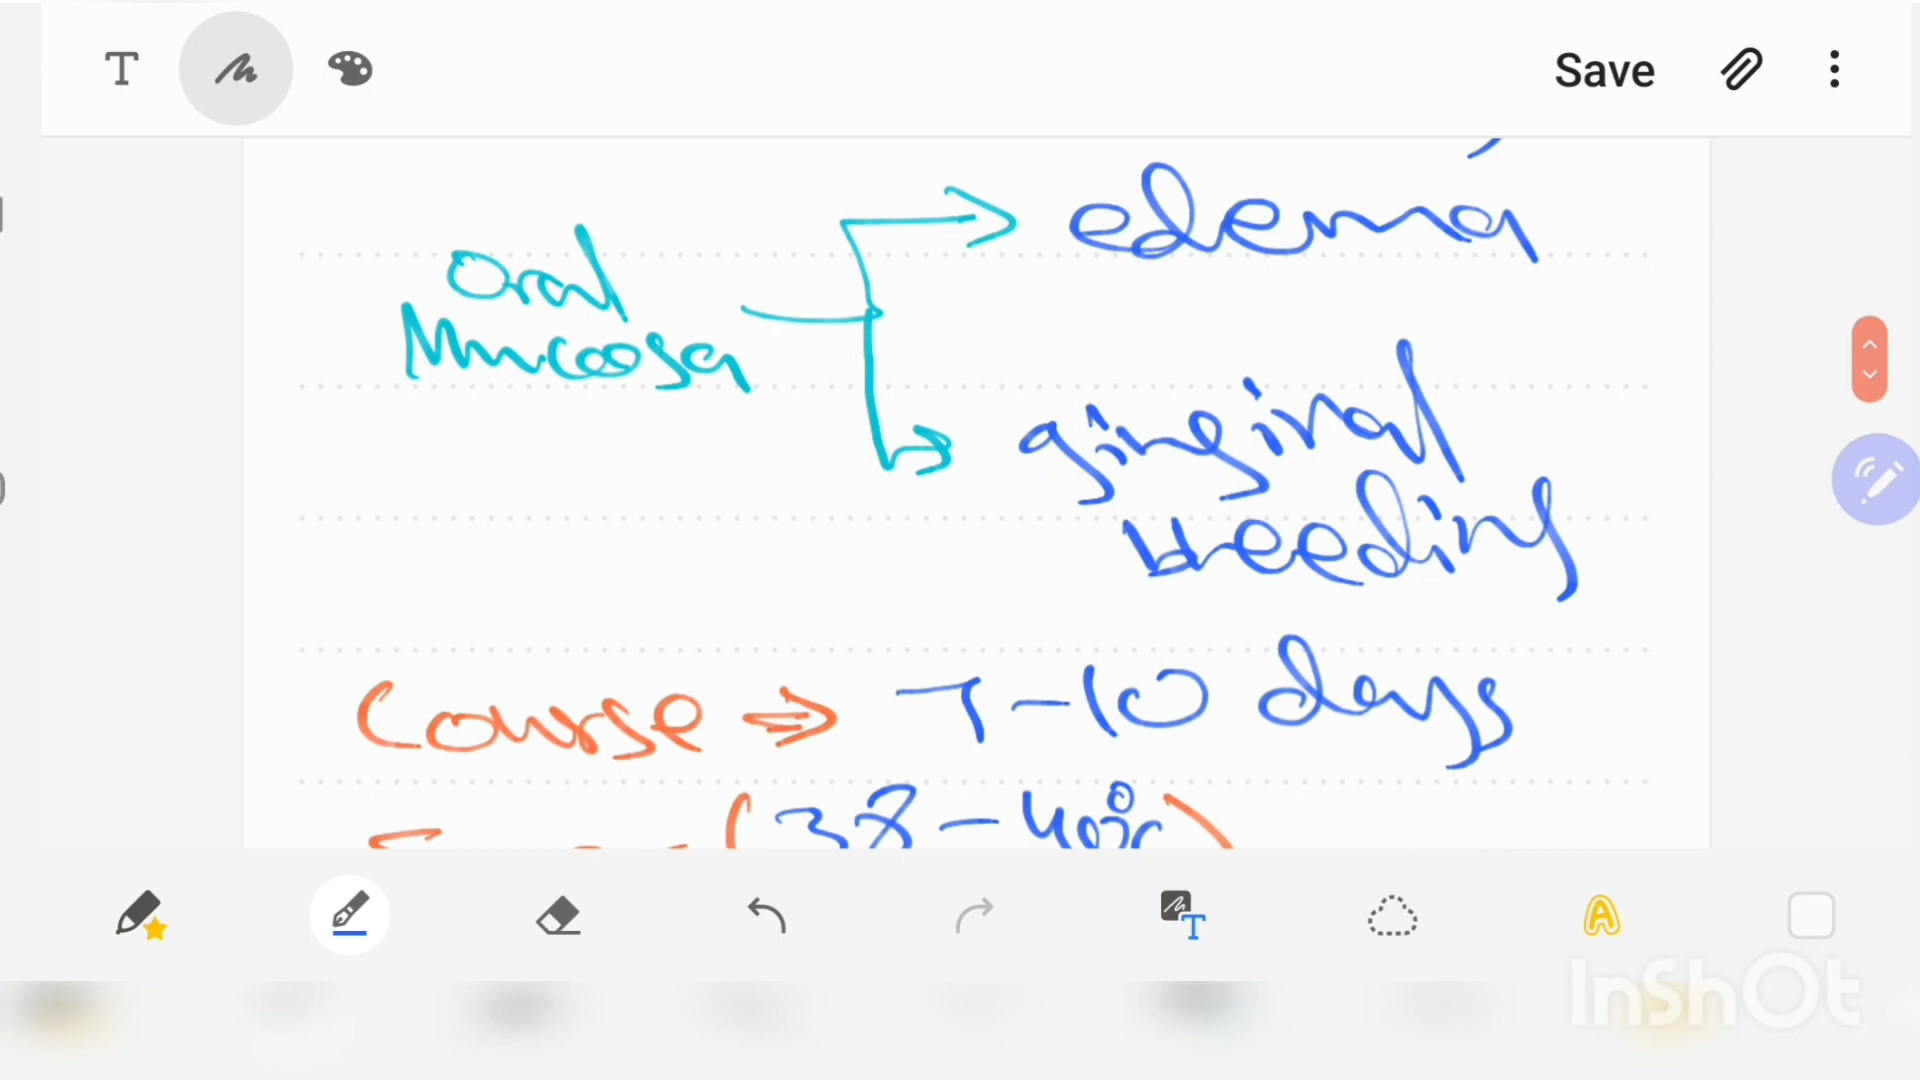 Save
edema
Oral
Mucosa
gingival
bleeding
Course ⇒ 7-10 days
(38-40°c)
InShOt